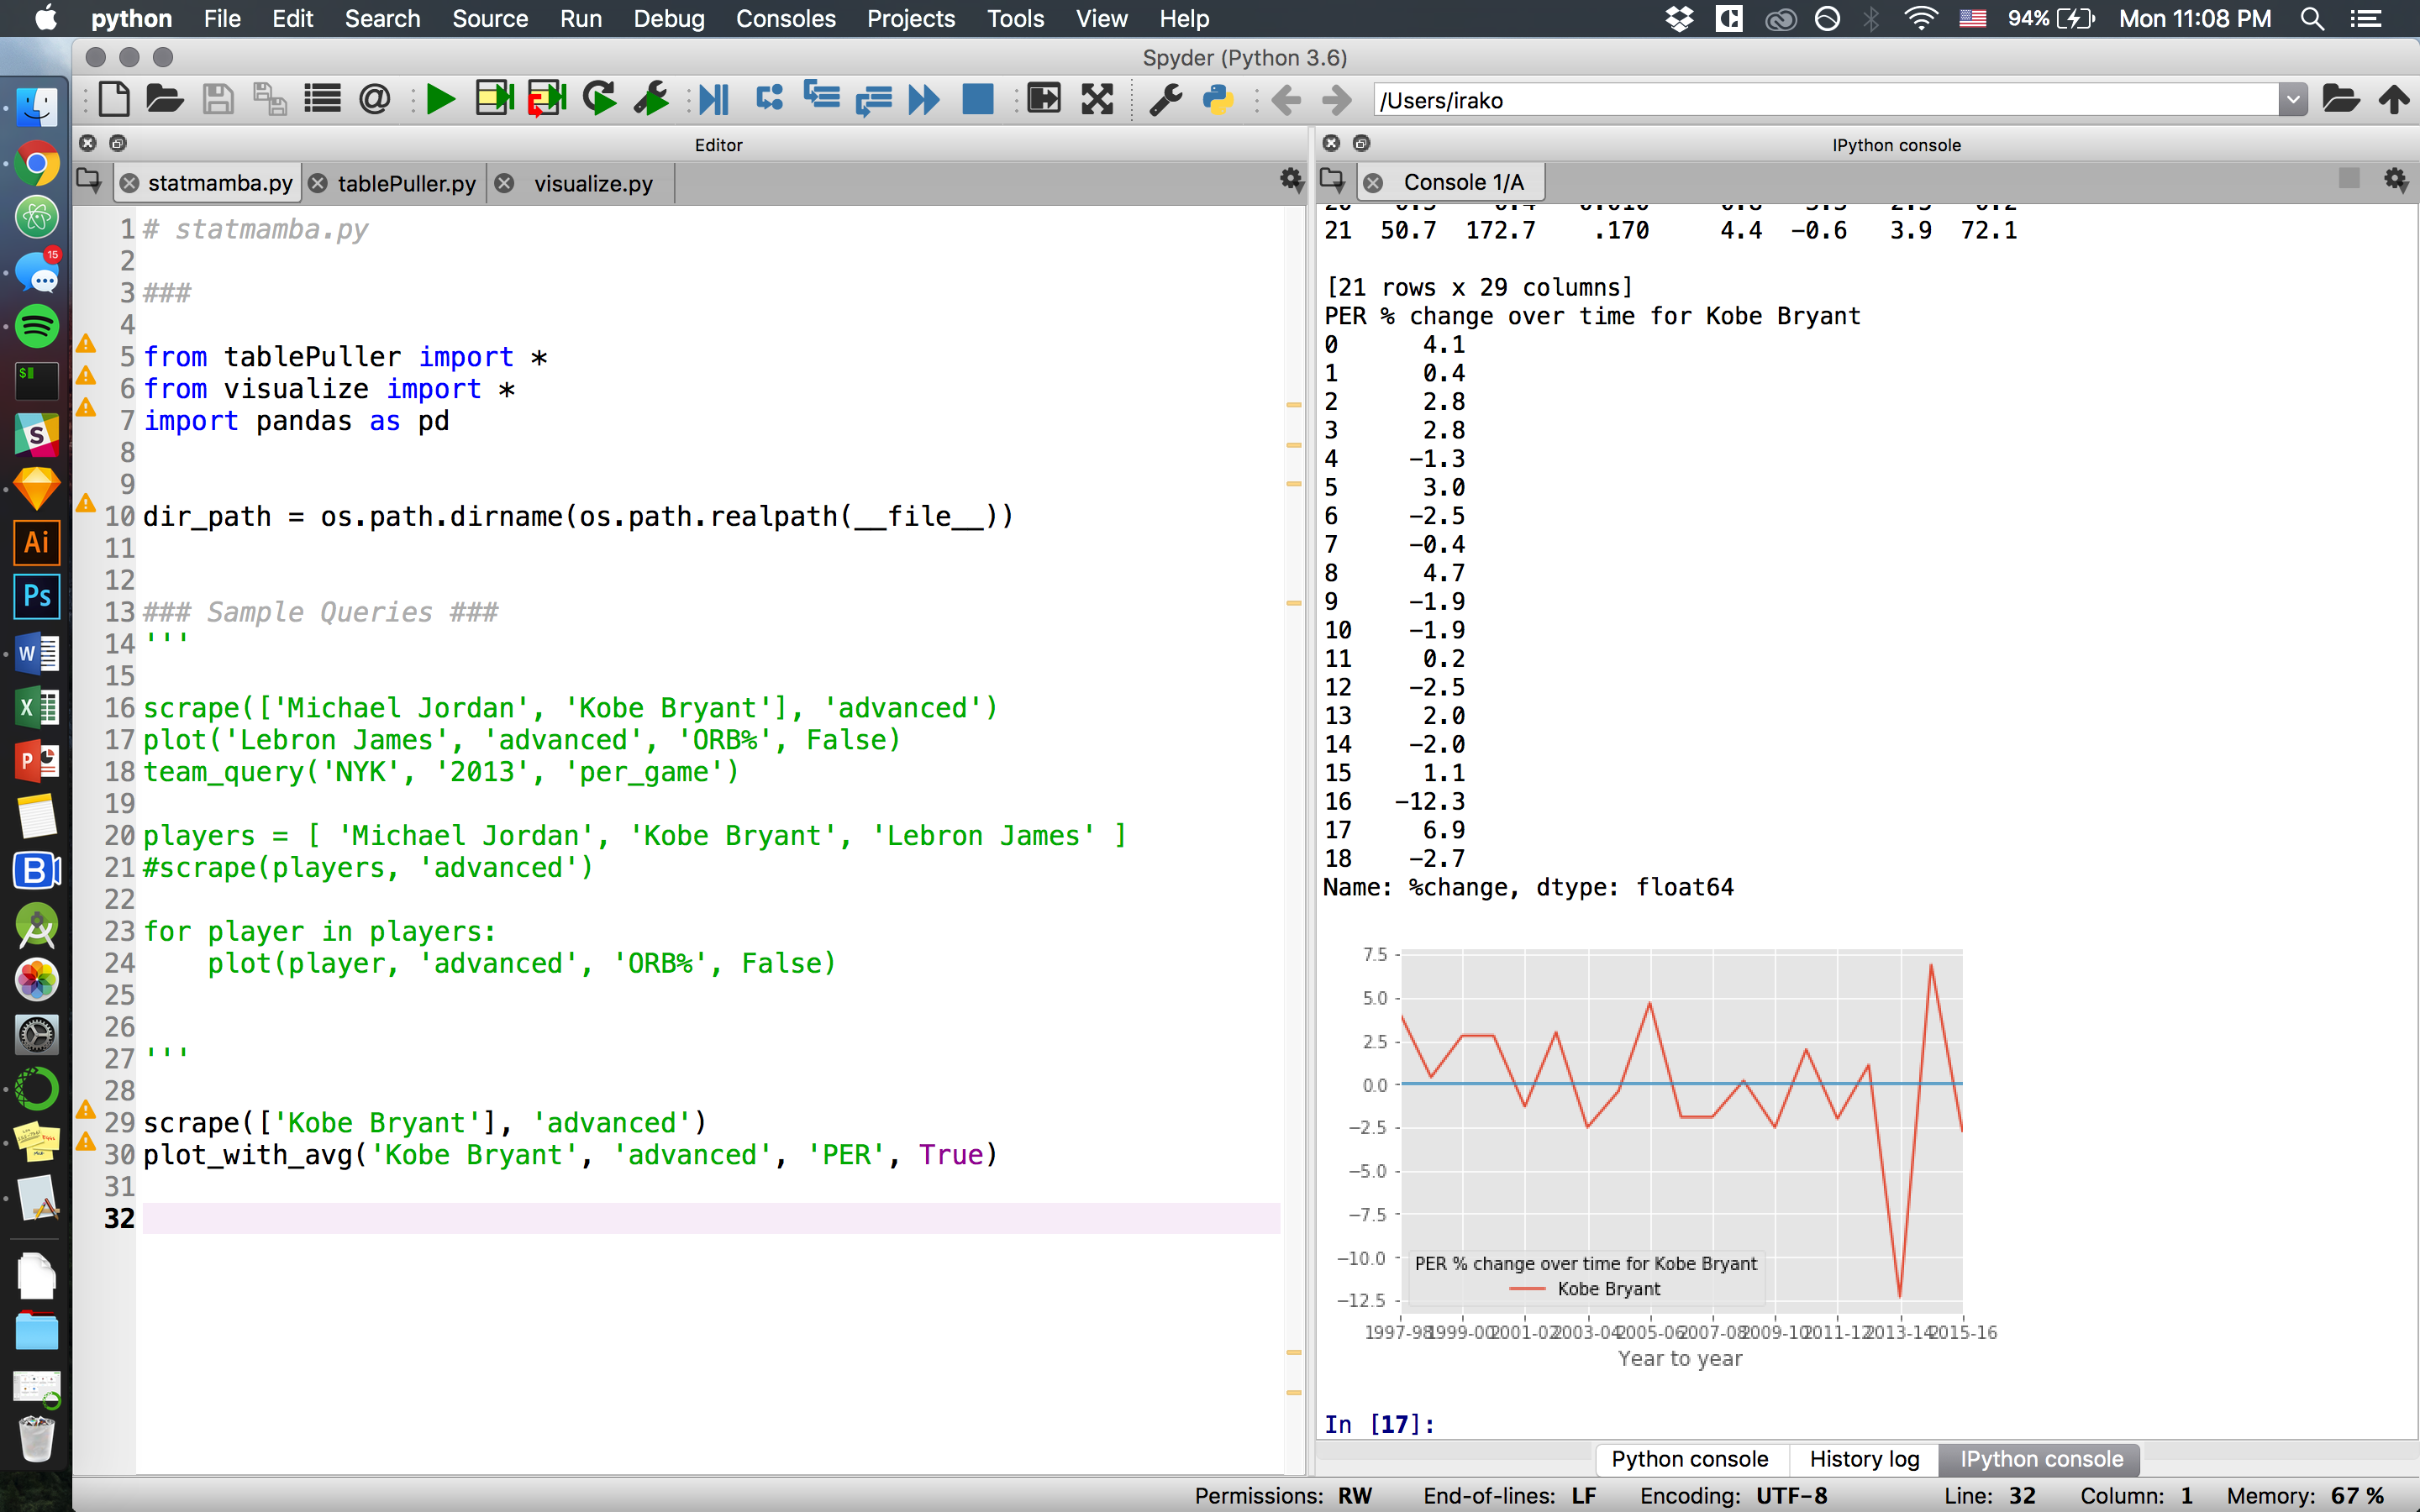 python File Edit Search Source Run Debug Consoles Projects Tools View Help 94% Mon 11:08 PM
Spyder (Python 3.6)
/Users/irako
Editor
statmamba.py tablePuller.py visualize.py
1 # statmamba.py
2
3 ###
4
5 from tablePuller import *
6 from visualize import *
7 import pandas as pd
8
9
10 dir_path = os.path.dirname(os.path.realpath(__file__))
11
12
13 ### Sample Queries ###
14 '''
15
16 scrape(['Michael Jordan', 'Kobe Bryant'], 'advanced')
17 plot('Lebron James', 'advanced', 'ORB%', False)
18 team_query('NYK', '2013', 'per_game')
19
20 players = [ 'Michael Jordan', 'Kobe Bryant', 'Lebron James' ]
21 #scrape(players, 'advanced')
22
23 for player in players:
24     plot(player, 'advanced', 'ORB%', False)
25
26
27 '''
28
29 scrape(['Kobe Bryant'], 'advanced')
30 plot_with_avg('Kobe Bryant', 'advanced', 'PER', True)
31
32
IPython console
Console 1/A
21 50.7 172.7 .170 4.4 -0.6 3.9 72.1
[21 rows x 29 columns]
PER % change over time for Kobe Bryant
0 4.1
1 0.4
2 2.8
3 2.8
4 -1.3
5 3.0
6 -2.5
7 -0.4
8 4.7
9 -1.9
10 -1.9
11 0.2
12 -2.5
13 2.0
14 -2.0
15 1.1
16 -12.3
17 6.9
18 -2.7
Name: %change, dtype: float64
7.5
5.0
2.5
0.0
-2.5
-5.0
-7.5
-10.0
-12.5
PER % change over time for Kobe Bryant
Kobe Bryant
1997-98 1999-00 2001-02 2003-04 2005-06 2007-08 2009-10 2011-12 2013-14 2015-16
Year to year
In [17]:
Python console History log IPython console
Permissions: RW End-of-lines: LF Encoding: UTF-8 Line: 32 Column: 1 Memory: 67 %
15
$
S
Ai
Ps
W
X
P
B